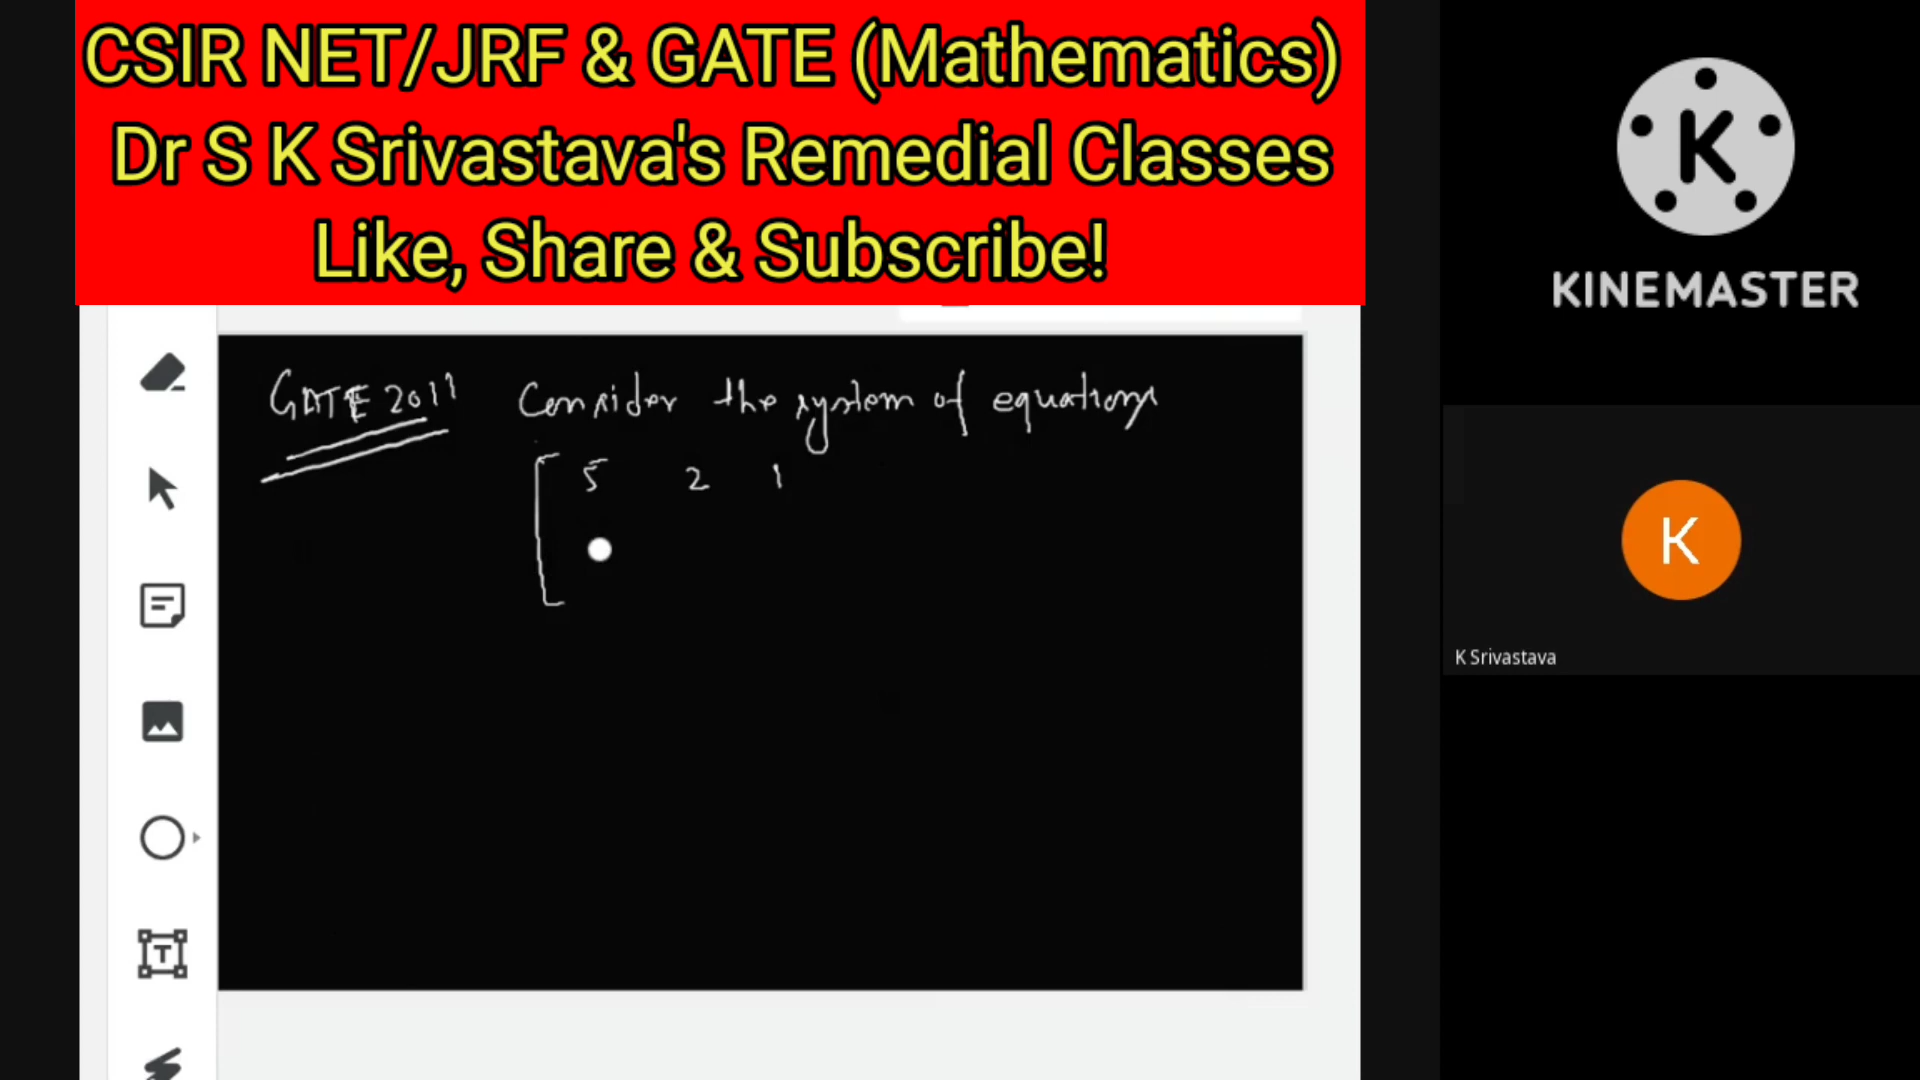 CSIR NET/JRF & GATE (Mathematics)
Dr S K Srivastava's Remedial Classes
Like, Share & Subscribe!
K
KINEMASTER
GATE 2011 Consider the system of equations
[ 5 2 1
T
K
K Srivastava